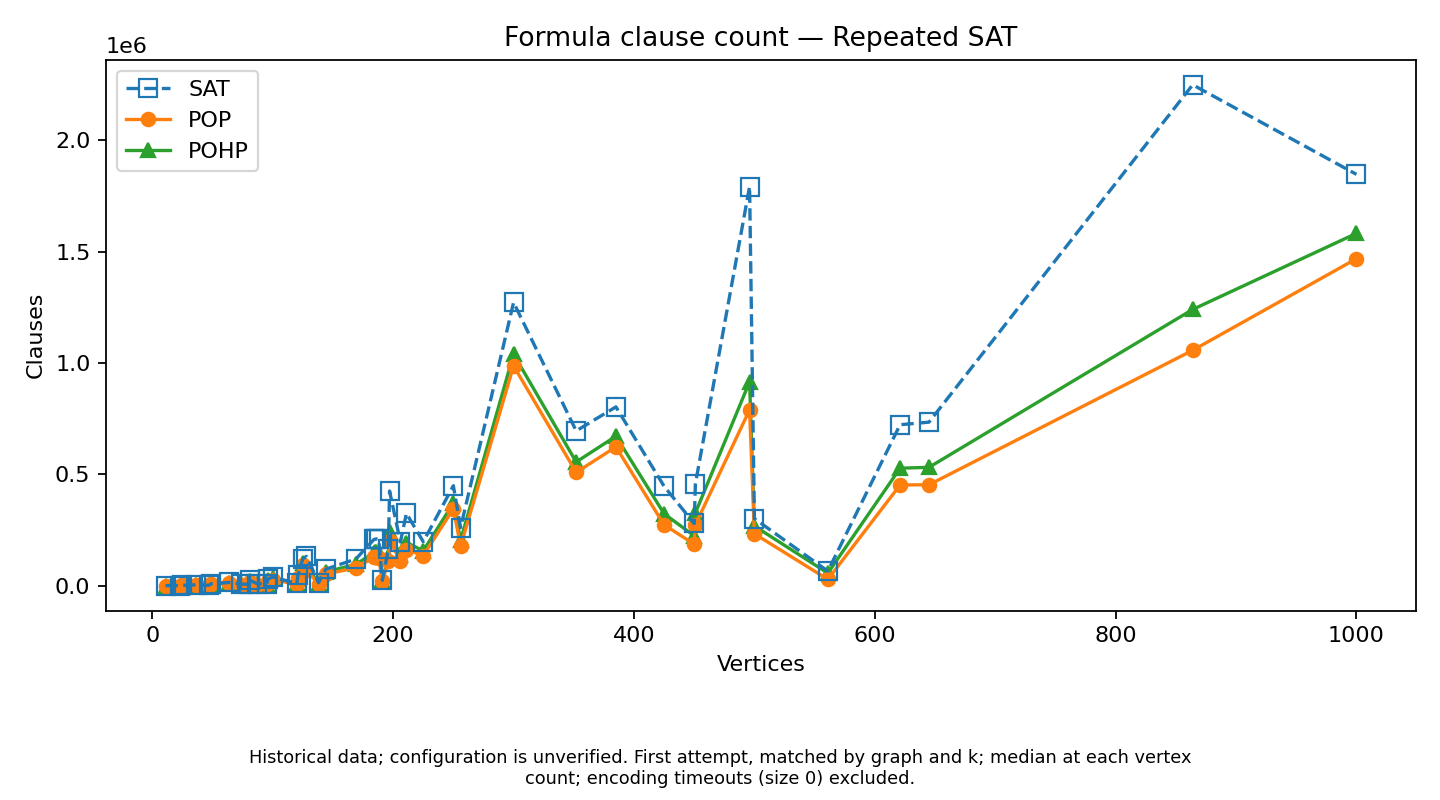 Formula clause count — Repeated SAT
1e6
SAT
POP
POHP
2.0
1.5
1.0
0.5
0.0
Clauses
0 200 400 600 800 1000
Vertices
Historical data; configuration is unverified. First attempt, matched by graph and k; median at each vertex
count; encoding timeouts (size 0) excluded.